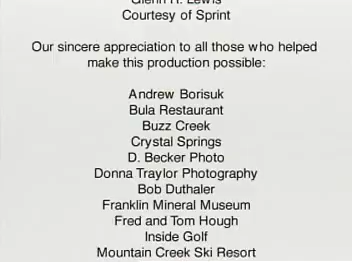 Glenn R. Lewis
Courtesy of Sprint
Our sincere appreciation to all those who helped
make this production possible:
Andrew Borisuk
Bula Restaurant
Buzz Creek
Crystal Springs
D. Becker Photo
Donna Traylor Photography
Bob Duthaler
Franklin Mineral Museum
Fred and Tom Hough
Inside Golf
Mountain Creek Ski Resort